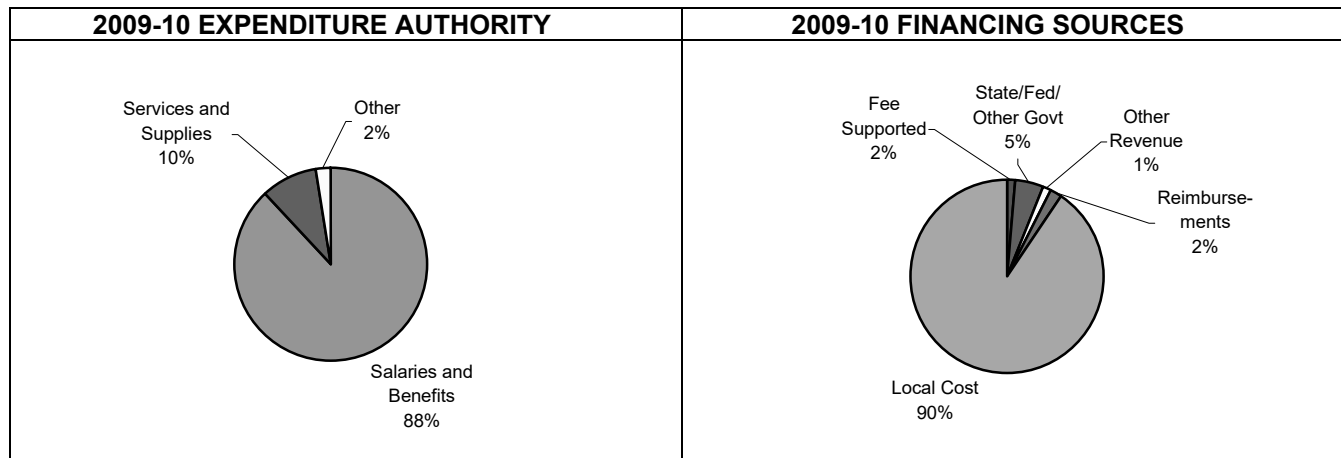 2009-10 EXPENDITURE AUTHORITY
Services and
Supplies
10%
Other
2%
Salaries and
Benefits
88%
2009-10 FINANCING SOURCES
Fee
Supported
2%
State/Fed/
Other Govt
5%
Other
Revenue
1%
Reimburse-
ments
2%
Local Cost
90%